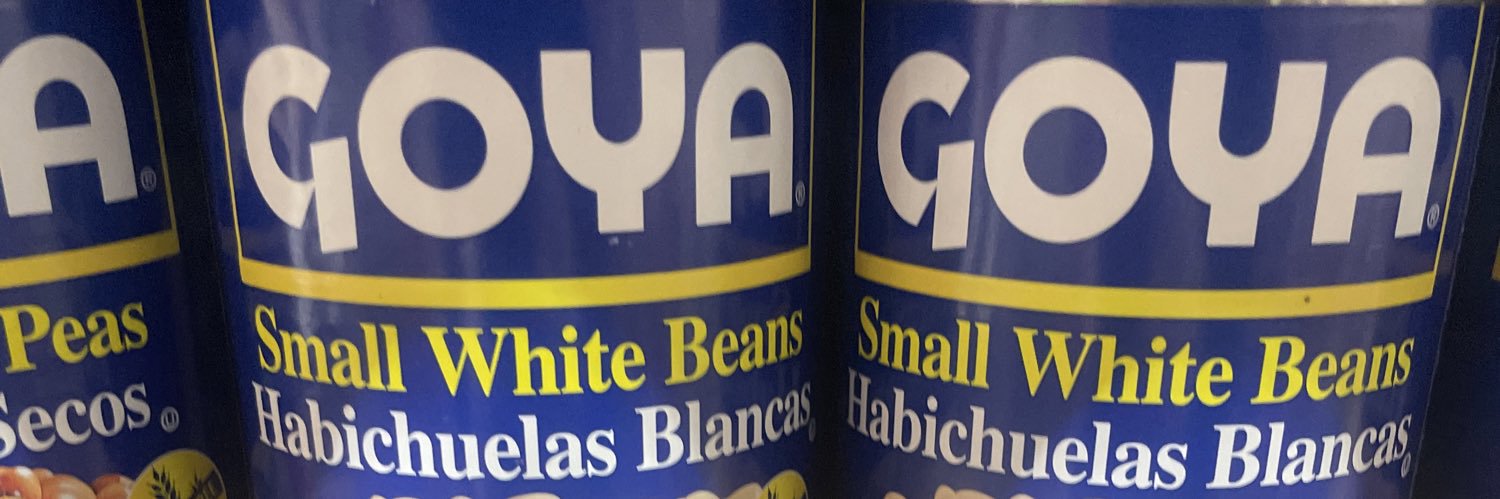 A®
Peas
Secos Ⓤ
GOYA®
Small White Beans
Habichuelas Blancas
GOYA®
Small White Beans
Habichuelas Blancas